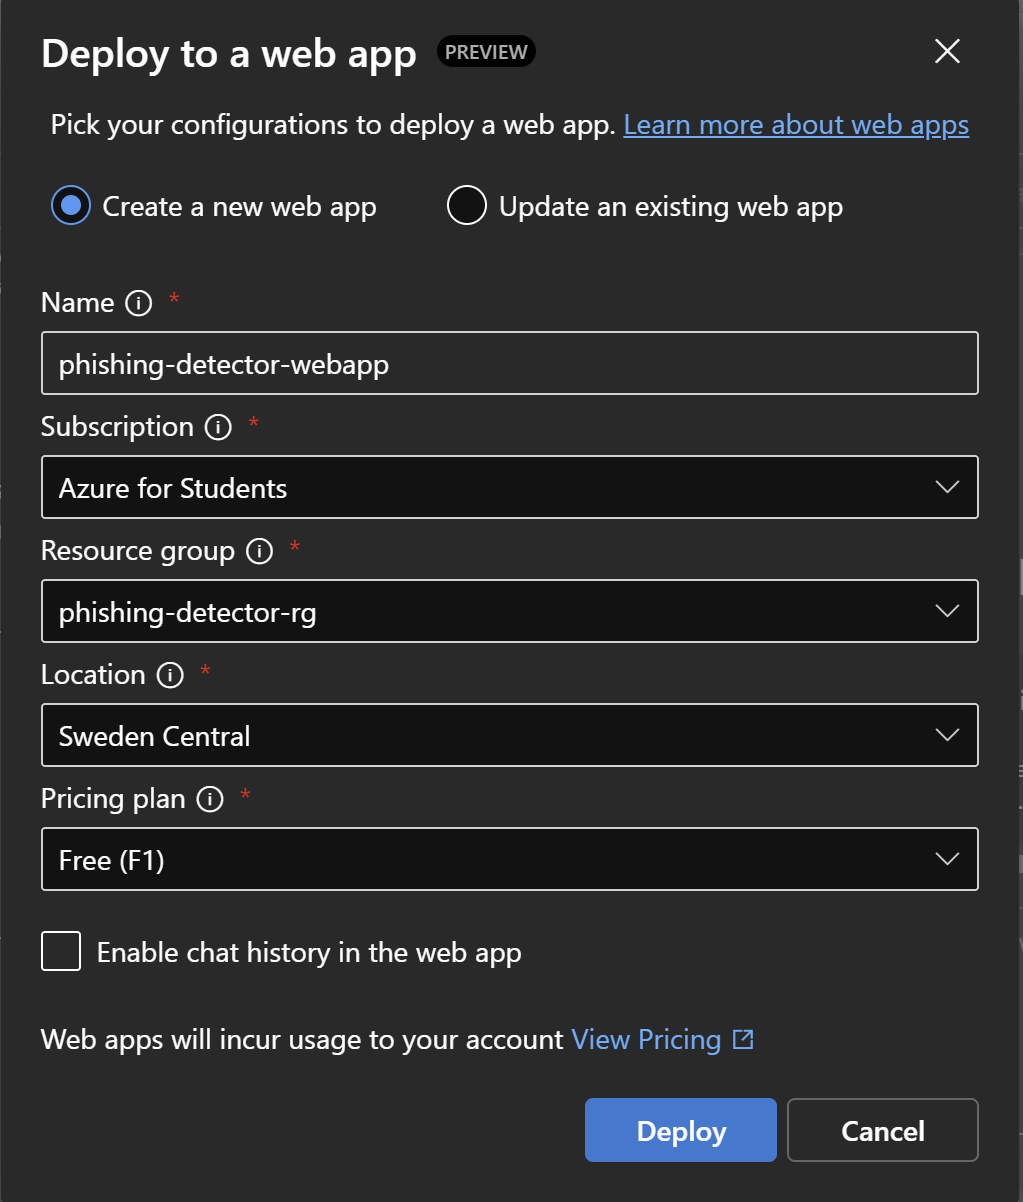 Deploy to a web app PREVIEW
Pick your configurations to deploy a web app. Learn more about web apps
Create a new web app Update an existing web app
Name *
phishing-detector-webapp
Subscription *
Azure for Students
Resource group *
phishing-detector-rg
Location *
Sweden Central
Pricing plan *
Free (F1)
Enable chat history in the web app
Web apps will incur usage to your account View Pricing
Deploy Cancel